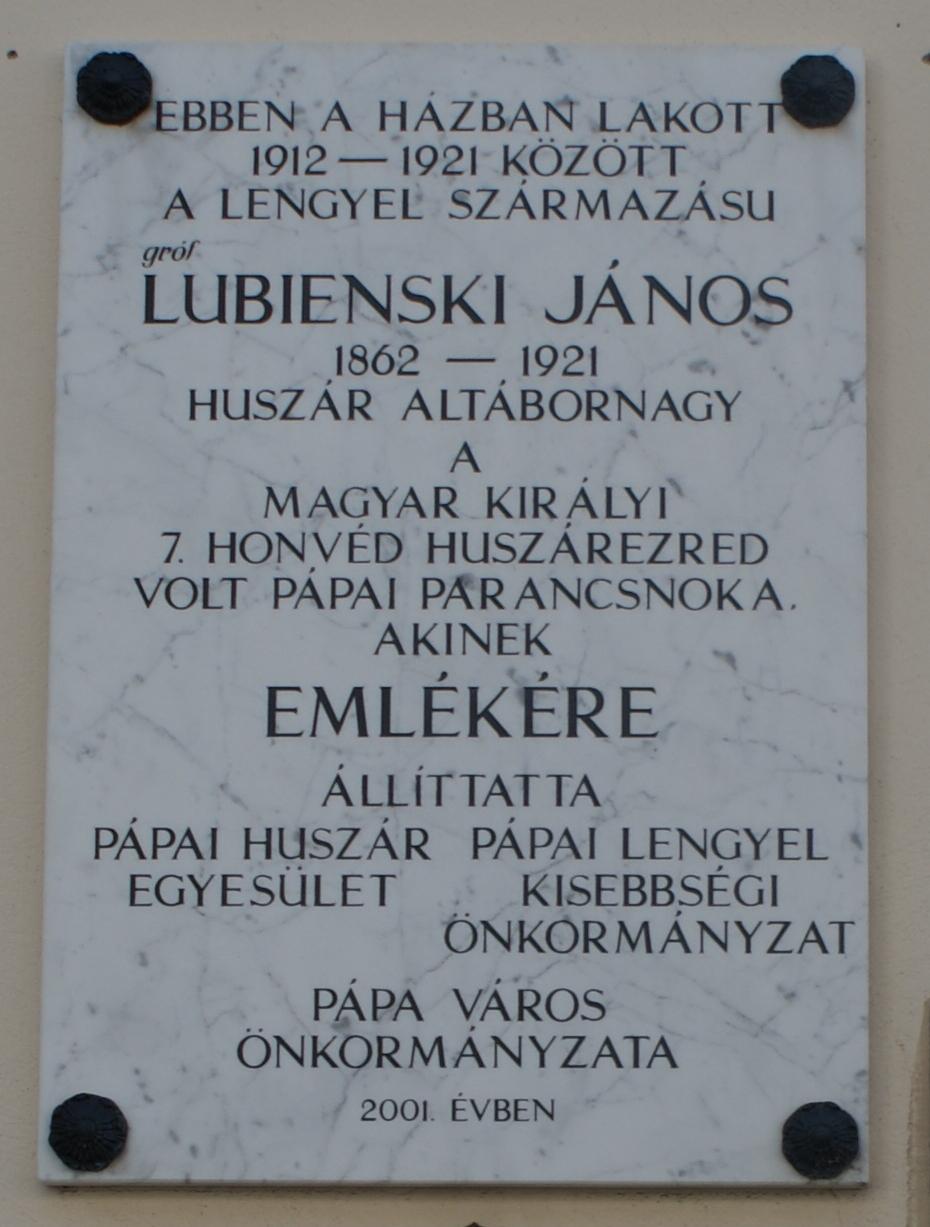 EBBEN A HÁZBAN LAKOTT
1912 — 1921 KÖZÖTT
A LENGYEL SZÁRMAZÁSU
gróf
LUBIENSKI JÁNOS
1862 — 1921
HUSZÁR ALTÁBORNAGY
A
MAGYAR KIRÁLYI
7. HONVÉD HUSZÁREZRED
VOLT PÁPAI PARANCSNOKA.
AKINEK
EMLÉKÉRE
ÁLLÍTTATTA
PÁPAI HUSZÁR
EGYESÜLET
PÁPAI LENGYEL
KISEBBSÉGI
ÖNKORMÁNYZAT
PÁPA VÁROS
ÖNKORMÁNYZATA
2001. ÉVBEN